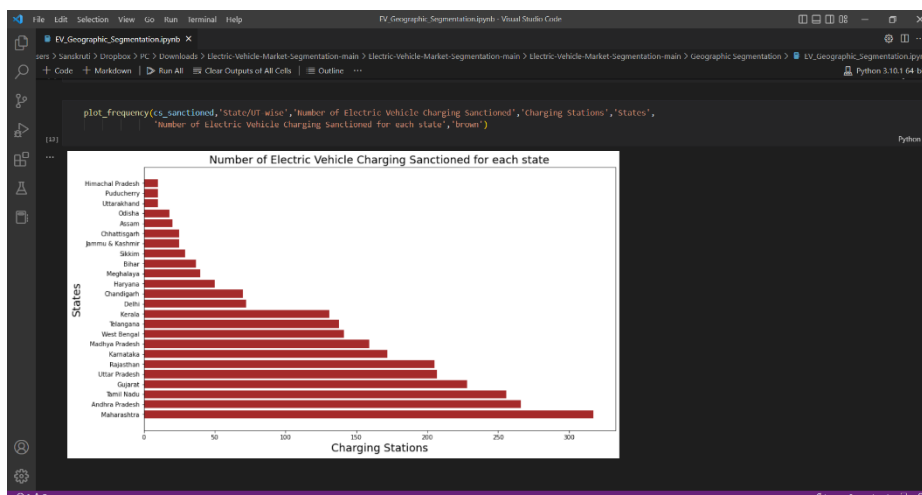 File Edit Selection View Go Run Terminal Help
EV_Geographic_Segmentation.ipynb - Visual Studio Code
EV_Geographic_Segmentation.ipynb ×
Sanskruti > Dropbox > PC > Downloads > Electric-Vehicle-Market-Segmentation-main > Electric-Vehicle-Market-Segmentation-main > Electric-Vehicle-Market-Segmentation-main > Geographic Segmentation > EV_Geographic_Segmentation.ipyn
+ Code + Markdown | Run All Clear Outputs of All Cells | Outline ...
Python 3.10.1 64-b
plot_frequency(cs_sanctioned,'State/UT wise','Number of Electric Vehicle Charging Sanctioned','Charging Stations','States',
'Number of Electric Vehicle Charging Sanctioned for each state','brown')
[13]
Python
Number of Electric Vehicle Charging Sanctioned for each state
States
Himachal Pradesh
Puducherry
Uttarakhand
Odisha
Assam
Chhattisgarh
Jammu & Kashmir
Sikkim
Bihar
Meghalaya
Haryana
Chandigarh
Delhi
Kerala
Telangana
West Bengal
Madhya Pradesh
Karnataka
Rajasthan
Uttar Pradesh
Gujarat
Tamil Nadu
Andhra Pradesh
Maharashtra
0 50 100 150 200 250 300
Charging Stations